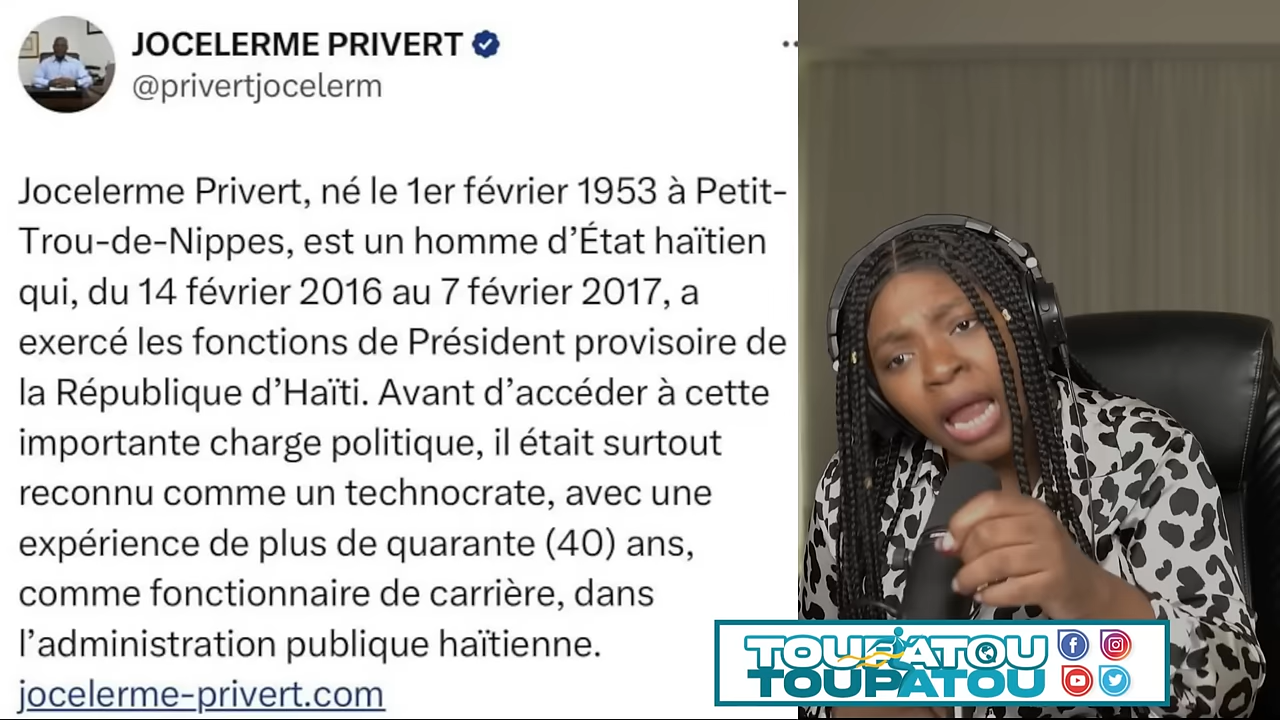 JOCELERME PRIVERT
@privertjocelerm
Jocelerme Privert, né le 1er février 1953 à Petit-
Trou-de-Nippes, est un homme d’État haïtien
qui, du 14 février 2016 au 7 février 2017, a
exercé les fonctions de Président provisoire de
la République d’Haïti. Avant d’accéder à cette
importante charge politique, il était surtout
reconnu comme un technocrate, avec une
expérience de plus de quarante (40) ans,
comme fonctionnaire de carrière, dans
l’administration publique haïtienne.
jocelerme-privert.com
TOUPATOU
TOUPATOU